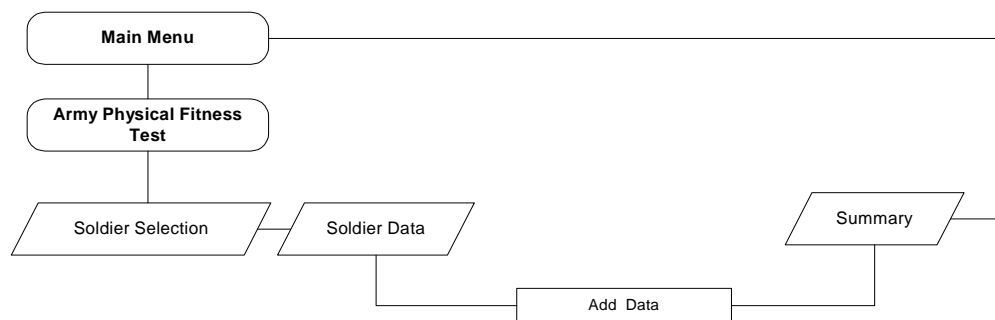 Main Menu
Army Physical Fitness
Test
Soldier Selection
Soldier Data
Summary
Add Data